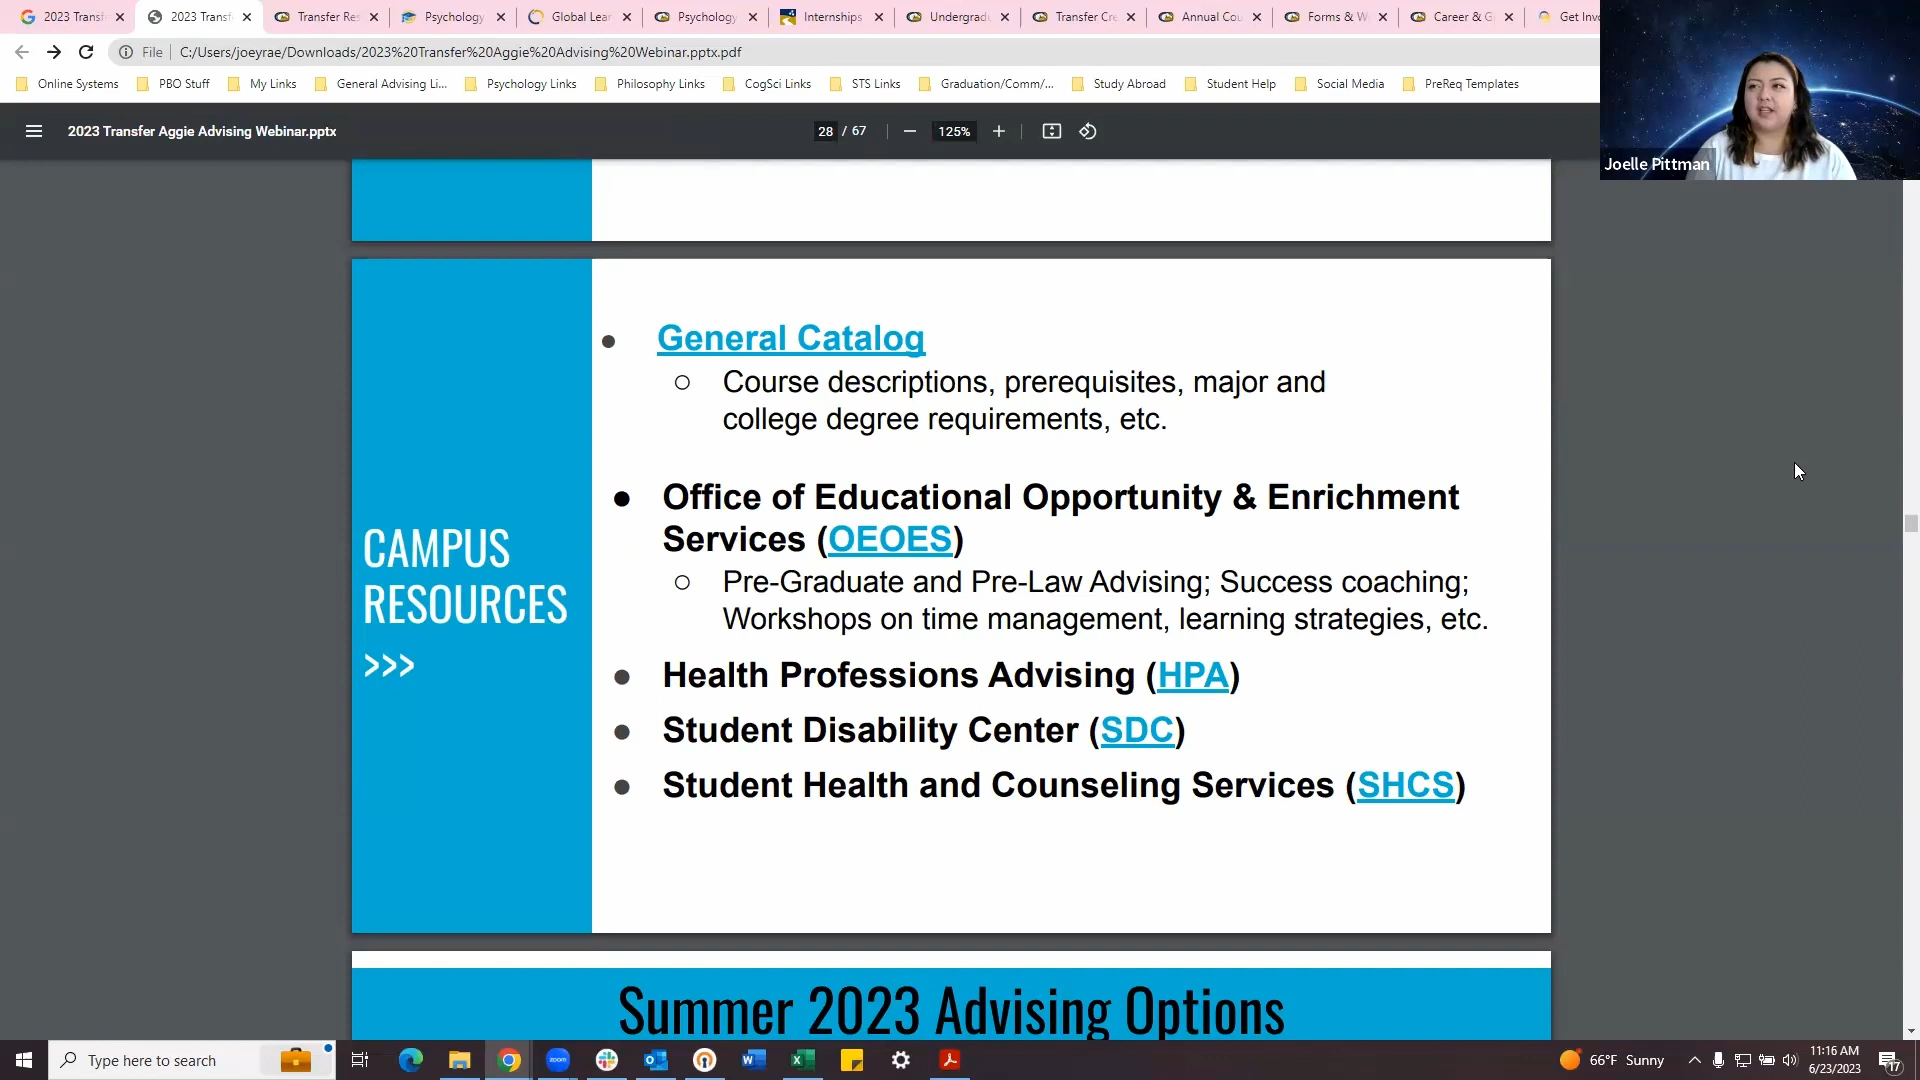 2023 Transf
2023 Transf
Transfer Res
Psychology
Global Lear
Psychology
Internships
Undergradu
Transfer Cre
Annual Cou
Forms & W
Career & G
Get Invo
File
C:/Users/joeyrae/Downloads/2023%20Transfer%20Aggie%20Advising%20Webinar.pptx.pdf
Online Systems
PBO Stuff
My Links
General Advising Li...
Psychology Links
Philosophy Links
CogSci Links
STS Links
Graduation/Comm/...
Study Abroad
Student Help
Social Media
PreReq Templates
2023 Transfer Aggie Advising Webinar.pptx
28 / 67
125%
Joelle Pittman
CAMPUS
RESOURCES
>>>
General Catalog
Course descriptions, prerequisites, major and
college degree requirements, etc.
Office of Educational Opportunity & Enrichment
Services (OEOES)
Pre-Graduate and Pre-Law Advising; Success coaching;
Workshops on time management, learning strategies, etc.
Health Professions Advising (HPA)
Student Disability Center (SDC)
Student Health and Counseling Services (SHCS)
Summer 2023 Advising Options
Type here to search
zoom
66°F Sunny
11:16 AM
6/23/2023
17